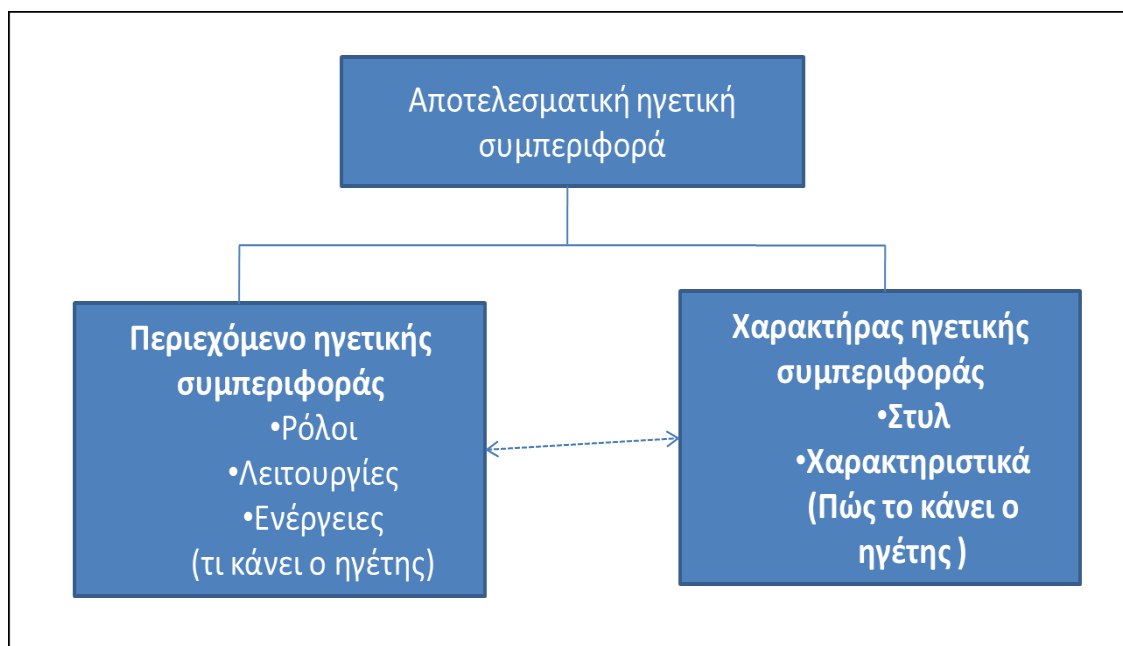 Αποτελεσματική ηγετική
συμπεριφορά
Περιεχόμενο ηγετικής
συμπεριφοράς
•Ρόλοι
•Λειτουργίες
•Ενέργειες
(τι κάνει ο ηγέτης)
Χαρακτήρας ηγετικής
συμπεριφοράς
•Στυλ
•Χαρακτηριστικά
(Πώς το κάνει ο
ηγέτης )